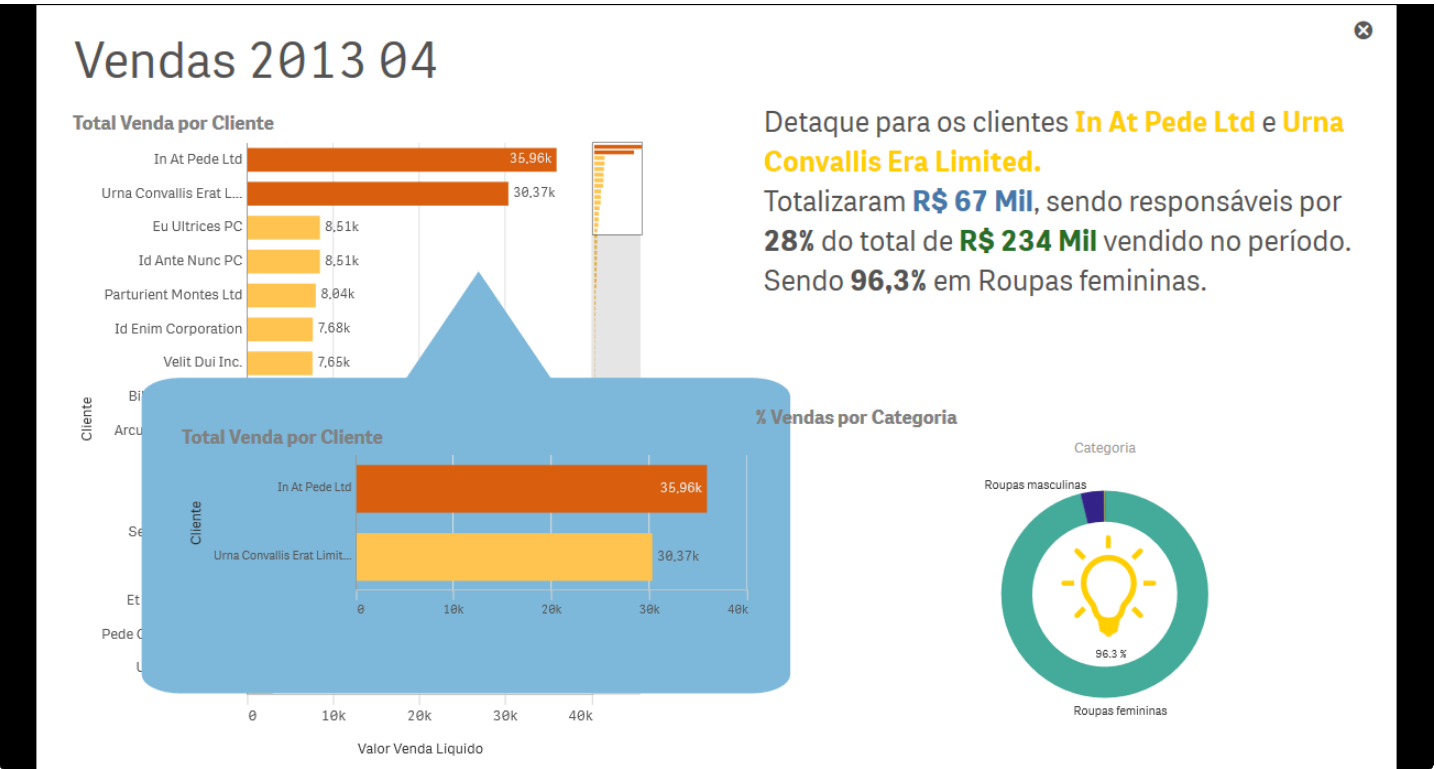 Vendas 2013 04
Total Venda por Cliente
In At Pede Ltd
35,96k
Urna Convallis Erat L...
30,37k
Eu Ultrices PC
8,51k
Id Ante Nunc PC
8,51k
Parturient Montes Ltd
8,04k
Id Enim Corporation
7,68k
Velit Dui Inc.
7,65k
Bi
Arcu
Se
Et
Pede
U
Cliente
0 10k 20k 30k 40k
Valor Venda Liquido
Total Venda por Cliente
In At Pede Ltd
35,96k
Urna Convallis Erat Limit...
30,37k
Cliente
0 10k 20k 30k 40k
Detaque para os clientes In At Pede Ltd e Urna
Convallis Era Limited.
Totalizaram R$ 67 Mil, sendo responsáveis por
28% do total de R$ 234 Mil vendido no período.
Sendo 96,3% em Roupas femininas.
% Vendas por Categoria
Categoria
Roupas masculinas
96.3 %
Roupas femininas